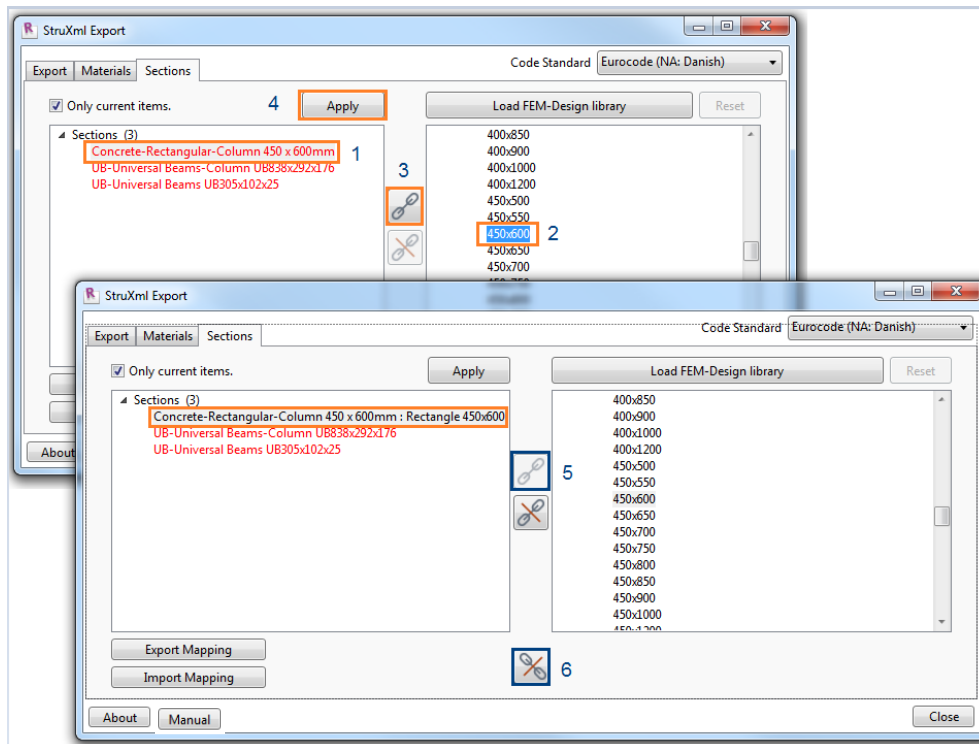 StruXml Export
Code Standard Eurocode (NA: Danish)
Export Materials Sections
Only current items. 4 Apply Load FEM-Design library Reset
Sections (3)
Concrete-Rectangular-Column 450 x 600mm 1
UB-Universal Beams-Column UB838x292x176
UB-Universal Beams UB305x102x25
3
400x850
400x900
400x1000
400x1200
450x500
450x550
450x600 2
450x650
450x700
About
StruXml Export
Code Standard Eurocode (NA: Danish)
Export Materials Sections
Only current items. Apply Load FEM-Design library Reset
Sections (3)
Concrete-Rectangular-Column 450 x 600mm : Rectangle 450x600
UB-Universal Beams-Column UB838x292x176
UB-Universal Beams UB305x102x25
5
400x850
400x900
400x1000
400x1200
450x500
450x550
450x600
450x650
450x700
450x750
450x800
450x850
450x900
450x1000
450x1200
Export Mapping
Import Mapping
6
About Manual Close